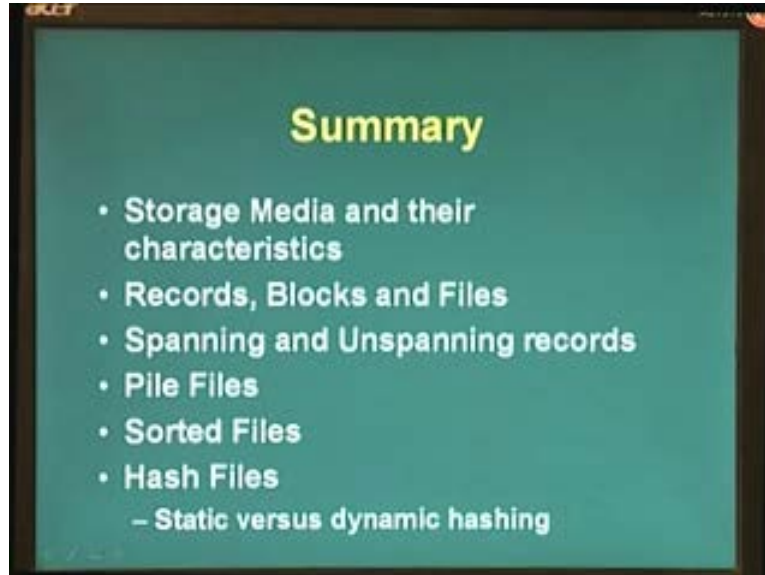 acer
Summary
• Storage Media and their
characteristics
• Records, Blocks and Files
• Spanning and Unspanning records
• Pile Files
• Sorted Files
• Hash Files
– Static versus dynamic hashing